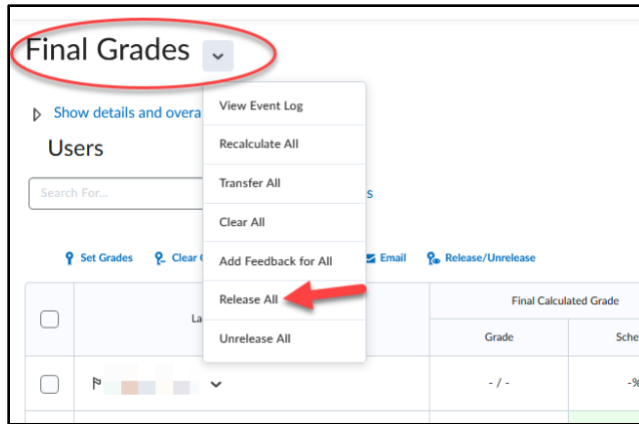 Final Grades
Show details and overa
View Event Log
Users
Recalculate All
Search For...
Transfer All
s
Clear All
Set Grades Clear Add Feedback for All Email Release/Unrelease
Release All
Final Calculated Grade
La
Unrelease All
Grade Sche
- / - -%